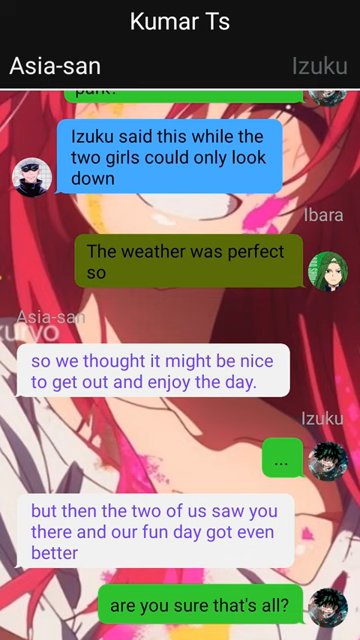 Kumar Ts
Asia-san
Izuku
park?
Izuku said this while the
two girls could only look
down
Ibara
The weather was perfect
so
Asia-san
kuryo
so we thought it might be nice
to get out and enjoy the day.
Izuku
...
but then the two of us saw you
there and our fun day got even
better
are you sure that's all?